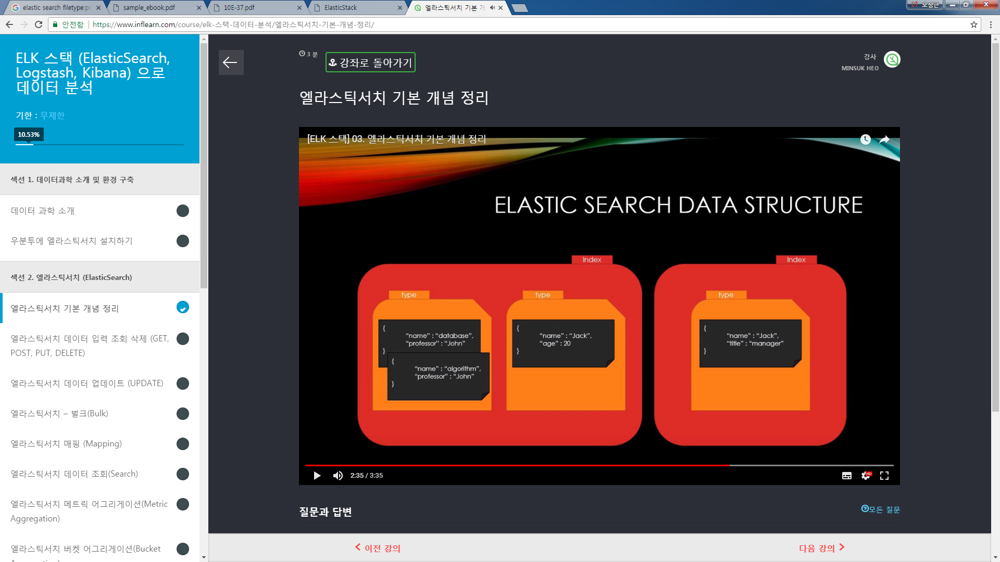 elastic search filetype:pd
sample_ebook.pdf
10E-37.pdf
ElasticStack
엘라스틱서치 기본 개
오성근
안전함
https://www.inflearn.com/course/elk-스택-데이터-분석/엘라스틱서치-기본-개념-정리/
ELK 스택 (ElasticSearch,
Logstash, Kibana) 으로
데이터 분석
기한 : 무제한
10.53%
섹션 1. 데이터과학 소개 및 환경 구축
데이터 과학 소개
우분투에 엘라스틱서치 설치하기
섹션 2. 엘라스틱서치 (ElasticSearch)
엘라스틱서치 기본 개념 정리
엘라스틱서치 데이터 입력 조회 삭제 (GET,
POST, PUT, DELETE)
엘라스틱서치 데이터 업데이트 (UPDATE)
엘라스틱서치 – 벌크(Bulk)
엘라스틱서치 매핑 (Mapping)
엘라스틱서치 데이터 조회(Search)
엘라스틱서치 메트릭 어그리게이션(Metric
Aggregation)
엘라스틱서치 버켓 어그리게이션(Bucket
3 분
강좌로 돌아가기
강사
MINSUK HEO
엘라스틱서치 기본 개념 정리
[ELK 스택] 03. 엘라스틱서치 기본 개념 정리
ELASTIC SEARCH DATA STRUCTURE
Index
type
{
“name” : “database”,
“professor” : “John”
}
{
“name” : “algorithm”,
“professor” : “John”
}
type
{
“name” : “Jack”,
“age” : 20
}
Index
type
{
“name” : “Jack”,
“title” : “manager”
}
2:35 / 3:35
HD
질문과 답변
모든 질문
이전 강의
다음 강의